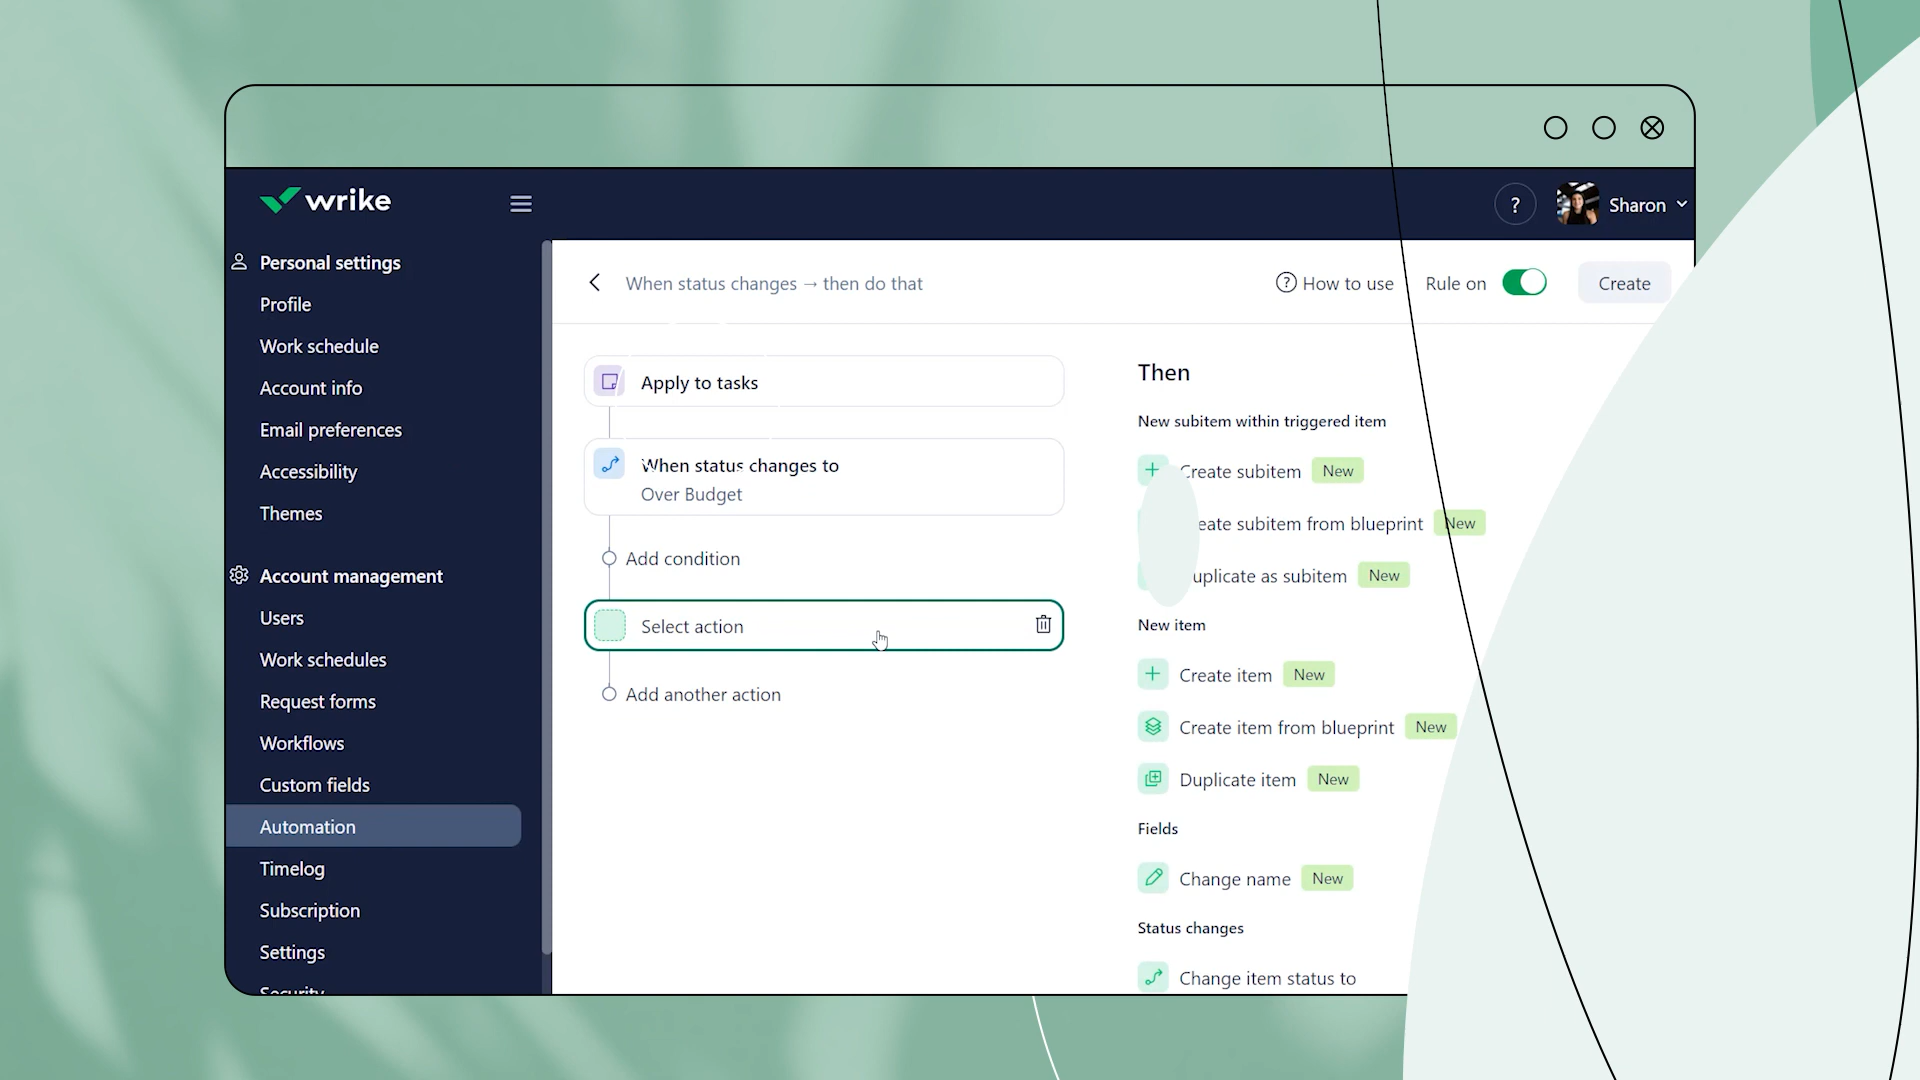 wrike
? Sharon
Personal settings
Profile
Work schedule
Account info
Email preferences
Accessibility
Themes
Account management
Users
Work schedules
Request forms
Workflows
Custom fields
Automation
Timelog
Subscription
Settings
Security
When status changes → then do that
? How to use
Rule on
Create
Apply to tasks
When status changes to
Over Budget
Add condition
Select action
Add another action
Then
New subitem within triggered item
Create subitem New
eate subitem from blueprint New
uplicate as subitem New
New item
Create item New
Create item from blueprint New
Duplicate item New
Fields
Change name New
Status changes
Change item status to